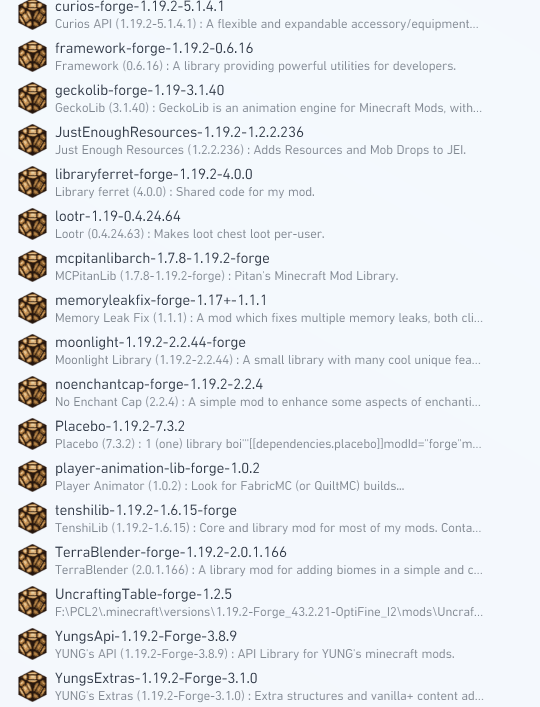 curios-forge-1.19.2-5.1.4.1
Curios API (1.19.2-5.1.4.1) : A flexible and expandable accessory/equipment...
framework-forge-1.19.2-0.6.16
Framework (0.6.16) : A library providing powerful utilities for developers.
geckolib-forge-1.19-3.1.40
GeckoLib (3.1.40) : GeckoLib is an animation engine for Minecraft Mods, with...
JustEnoughResources-1.19.2-1.2.2.236
Just Enough Resources (1.2.2.236) : Adds Resources and Mob Drops to JEI.
libraryferret-forge-1.19.2-4.0.0
Library ferret (4.0.0) : Shared code for my mod.
lootr-1.19-0.4.24.64
Lootr (0.4.24.63) : Makes loot chest loot per-user.
mcpitanlibarch-1.7.8-1.19.2-forge
MCPitanLib (1.7.8-1.19.2-forge) : Pitan's Minecraft Mod Library.
memoryleakfix-forge-1.17+-1.1.1
Memory Leak Fix (1.1.1) : A mod which fixes multiple memory leaks, both cli...
moonlight-1.19.2-2.2.44-forge
Moonlight Library (1.19.2-2.2.44) : A small library with many cool unique fea...
noenchantcap-forge-1.19.2-2.2.4
No Enchant Cap (2.2.4) : A simple mod to enhance some aspects of enchanti...
Placebo-1.19.2-7.3.2
Placebo (7.3.2) : 1 (one) library boi'''[[dependencies.placebo]]modId="forge"m...
player-animation-lib-forge-1.0.2
Player Animator (1.0.2) : Look for FabricMC (or QuiltMC) builds...
tenshilib-1.19.2-1.6.15-forge
TenshiLib (1.19.2-1.6.15) : Core and library mod for most of my mods. Conta...
TerraBlender-forge-1.19.2-2.0.1.166
TerraBlender (2.0.1.166) : A library mod for adding biomes in a simple and c...
UncraftingTable-forge-1.2.5
F:\PCL2\.minecraft\versions\1.19.2-Forge_43.2.21-OptiFine_I2\mods\Uncraf...
YungsApi-1.19.2-Forge-3.8.9
YUNG's API (1.19.2-Forge-3.8.9) : API Library for YUNG's minecraft mods.
YungsExtras-1.19.2-Forge-3.1.0
YUNG's Extras (1.19.2-Forge-3.1.0) : Extra structures and vanilla+ content ad...